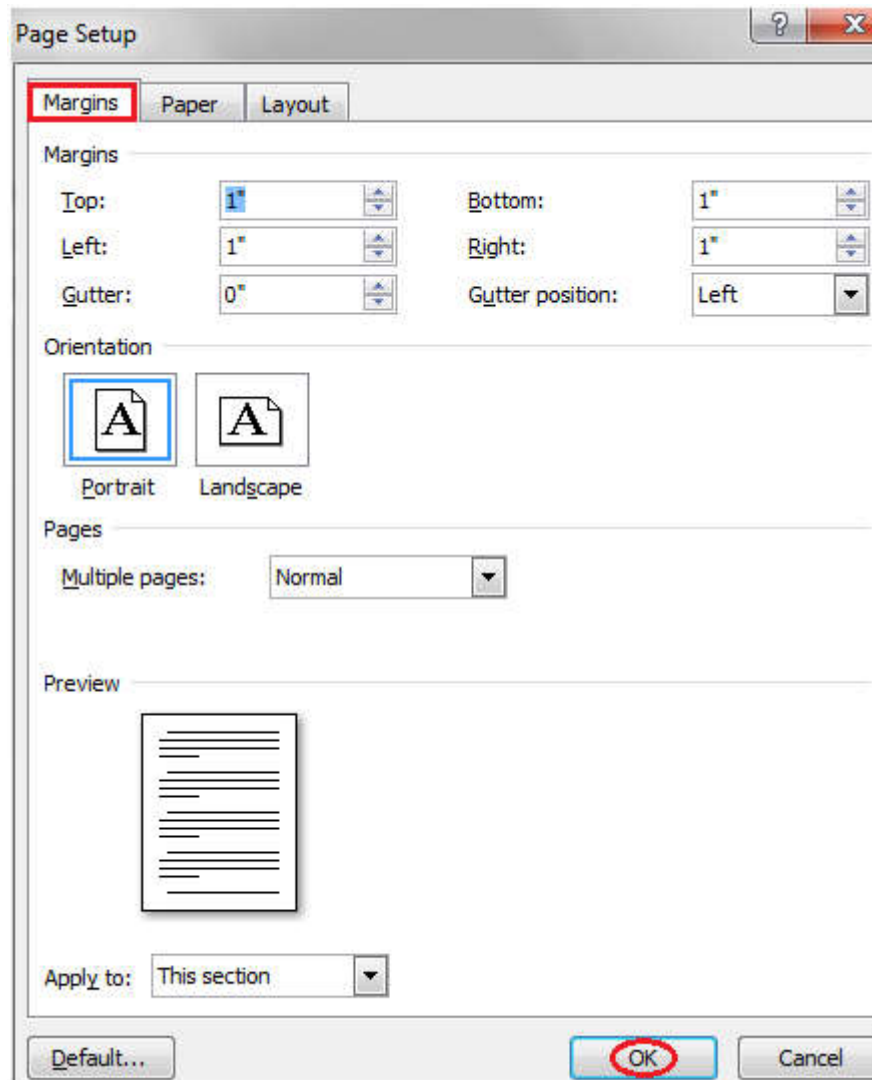 Page Setup
Margins Paper Layout
Margins
Top: 1" Bottom: 1"
Left: 1" Right: 1"
Gutter: 0" Gutter position: Left
Orientation
A A
Portrait Landscape
Pages
Multiple pages: Normal
Preview
Apply to: This section
Default... OK Cancel